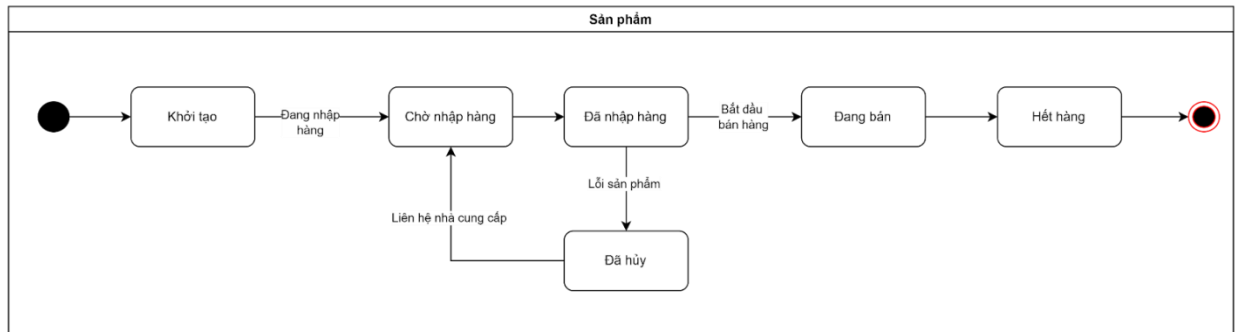 Sản phẩm
Khởi tạo
Đang nhập
hàng
Chờ nhập hàng
Đã nhập hàng
Bắt đầu
bán hàng
Đang bán
Hết hàng
Lỗi sản phẩm
Liên hệ nhà cung cấp
Đã hủy